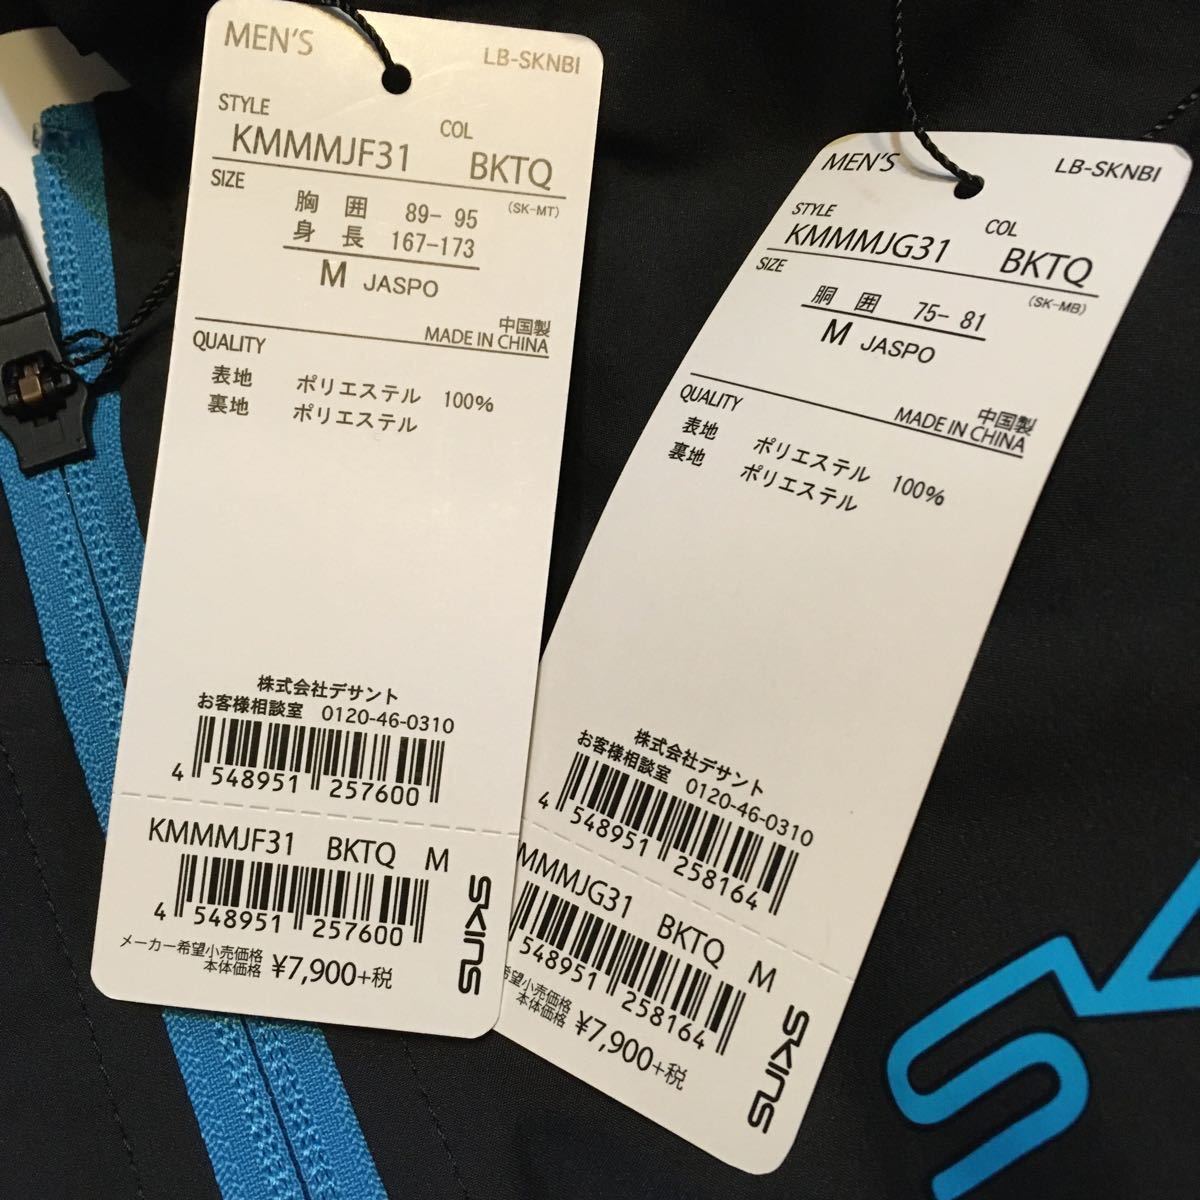 MEN'S
LB-SKNBI
STYLE
COL
KMMMJF31 BKTQ
SIZE
(SK-MT)
胸囲 89-95
身長 167-173
M JASPO
中国製
QUALITY
MADE IN CHINA
表地 ポリエステル 100%
裏地 ポリエステル
株式会社デサント
お客様相談室 0120-46-0310
4 548951 257600
KMMMJF31 BKTQ M
4 548951 257600
メーカー希望小売価格
本体価格 ¥7,900+税
SKINS
MEN'S
LB-SKNBI
STYLE
COL
KMMMJG31 BKTQ
SIZE
(SK-MB)
胴囲 75-81
M JASPO
中国製
QUALITY
MADE IN CHINA
表地 ポリエステル 100%
裏地 ポリエステル
株式会社デサント
お客様相談室 0120-46-0310
4 548951 258164
MMMJG31 BKTQ M
548951 258164
希望小売価格
本体価格 ¥7,900+税
SKINS